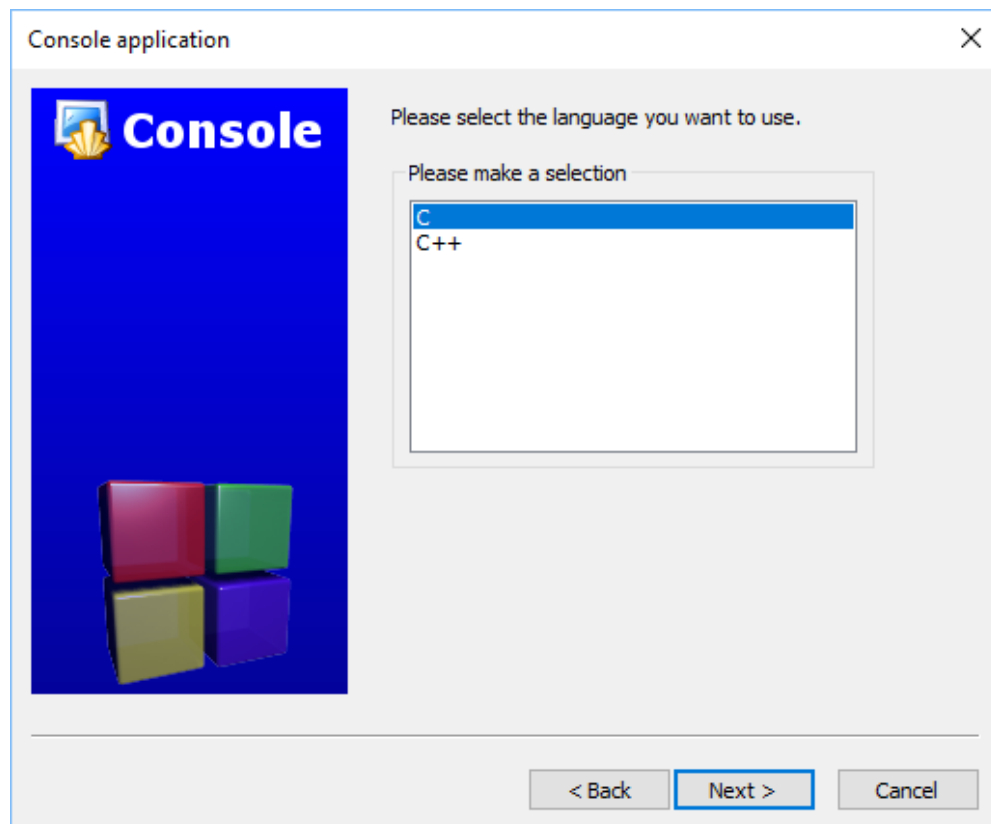 Console application
Console
Please select the language you want to use.
Please make a selection
C
C++
< Back
Next >
Cancel